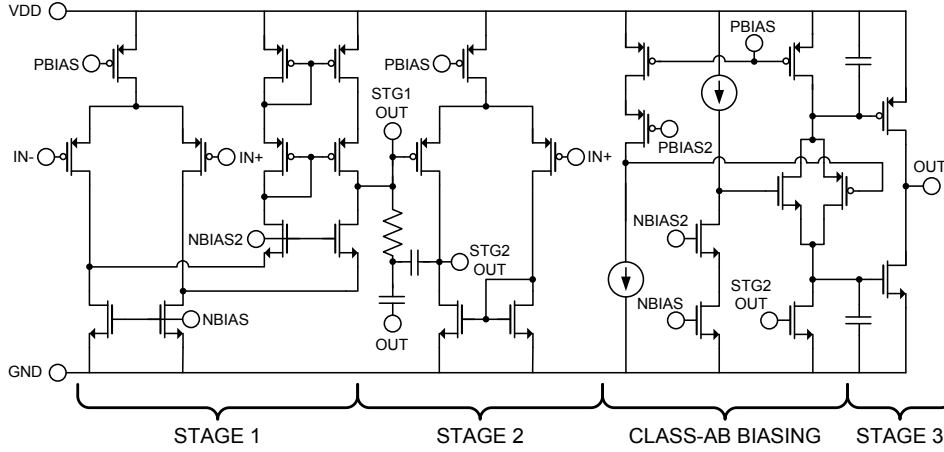 VDD
PBIAS
IN-
IN+
NBIAS2
NBIAS
STG1
OUT
PBIAS
IN+
STG2
OUT
OUT
PBIAS
PBIAS2
NBIAS2
NBIAS
STG2
OUT
OUT
GND
STAGE 1
STAGE 2
CLASS-AB BIASING
STAGE 3